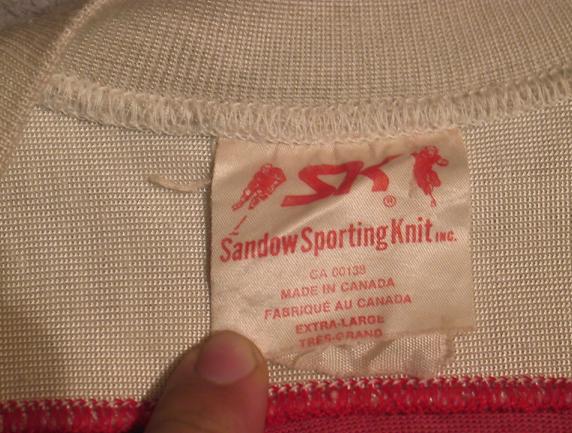 SK®
Sandow Sporting Knit INC.
CA 00138
MADE IN CANADA
FABRIQUÉ AU CANADA
EXTRA-LARGE
TRÈS-GRAND